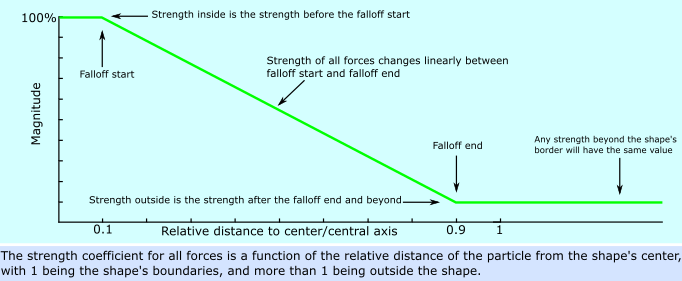 100%
Strength inside is the strength before the falloff start
Falloff start
Strength of all forces changes linearly between
falloff start and falloff end
Magnitude
Falloff end
Any strength beyond the shape's
border will have the same value
Strength outside is the strength after the falloff end and beyond
0.1
Relative distance to center/central axis
0.9
1
The strength coefficient for all forces is a function of the relative distance of the particle from the shape's center,
with 1 being the shape's boundaries, and more than 1 being outside the shape.